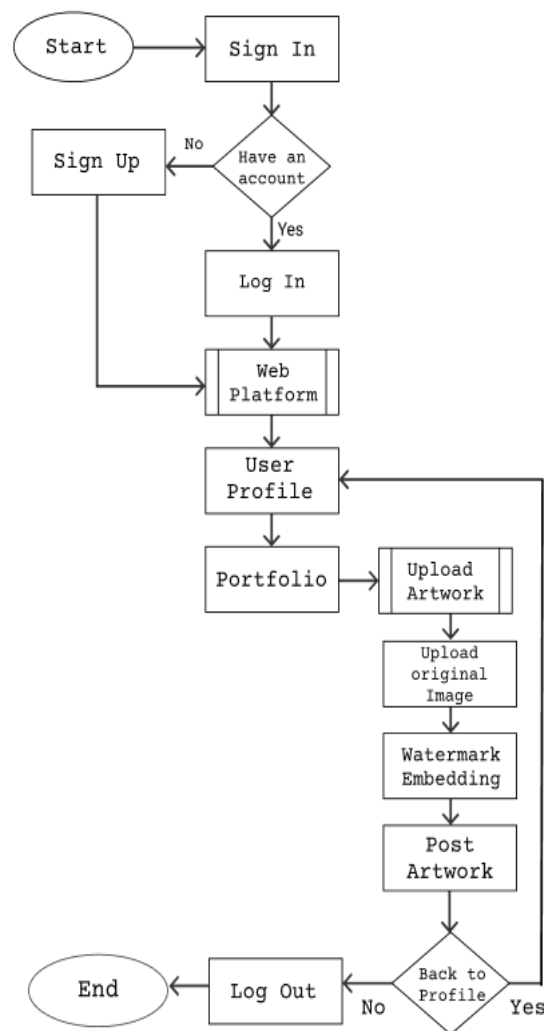 Start
Sign In
No
Have an
account
Sign Up
Yes
Log In
Web
Platform
User
Profile
Portfolio
Upload
Artwork
Upload
original
Image
Watermark
Embedding
Post
Artwork
Back to
Profile
No
Yes
Log Out
End